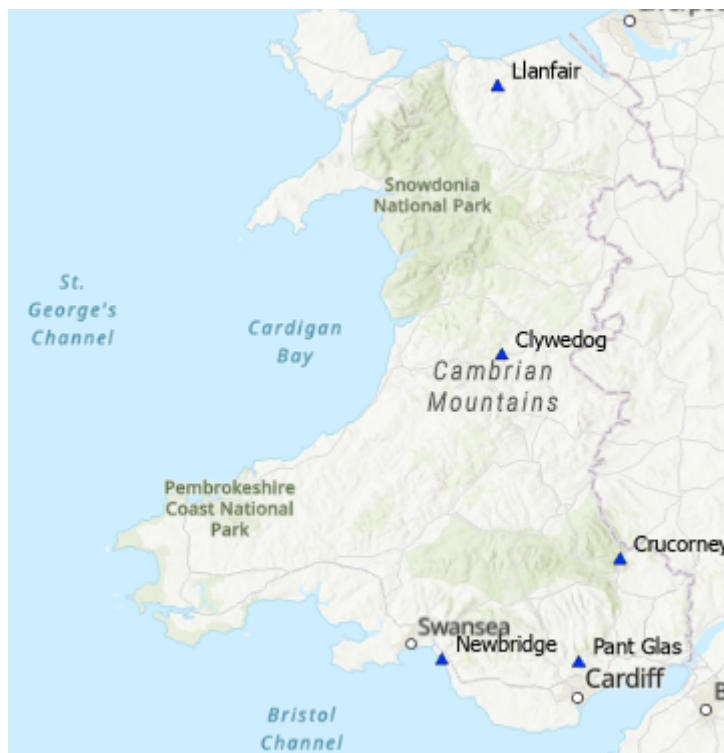 Llanfair
Snowdonia
National Park
St.
George's
Channel
Cardigan
Bay
Clywedog
Cambrian
Mountains
Pembrokeshire
Coast National
Park
Crucorney
Swansea
Newbridge
Pant Glas
Cardiff
B
Bristol
Channel